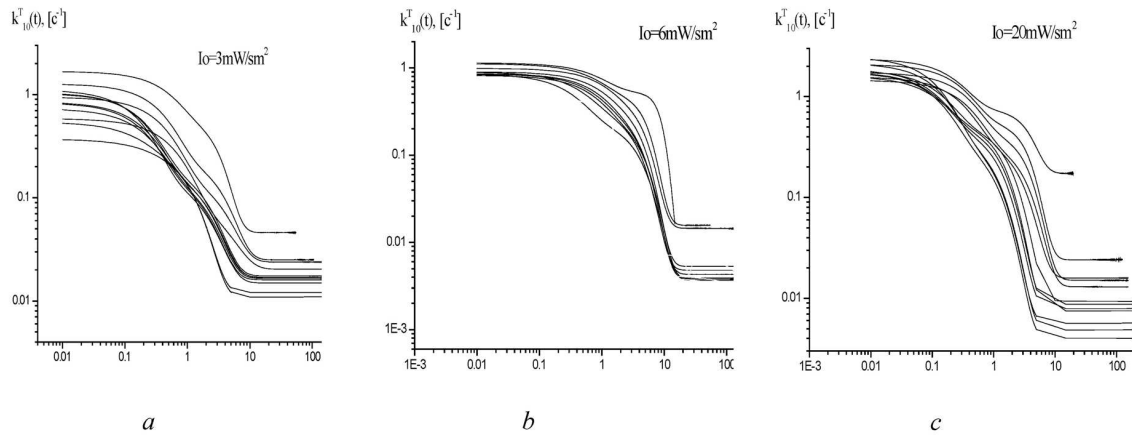 k^T_10(t), [c^-1]
Io=3mW/sm^2
1
0.1
0.01
0.01 0.1 1 10 100
a
k^T_10(t), [c^-1]
Io=6mW/sm^2
1
0.1
0.01
1E-3
1E-3 0.01 0.1 1 10 100
b
k^T_10(t), [c^-1]
Io=20mW/sm^2
1
0.1
0.01
1E-3 0.01 0.1 1 10 100
c